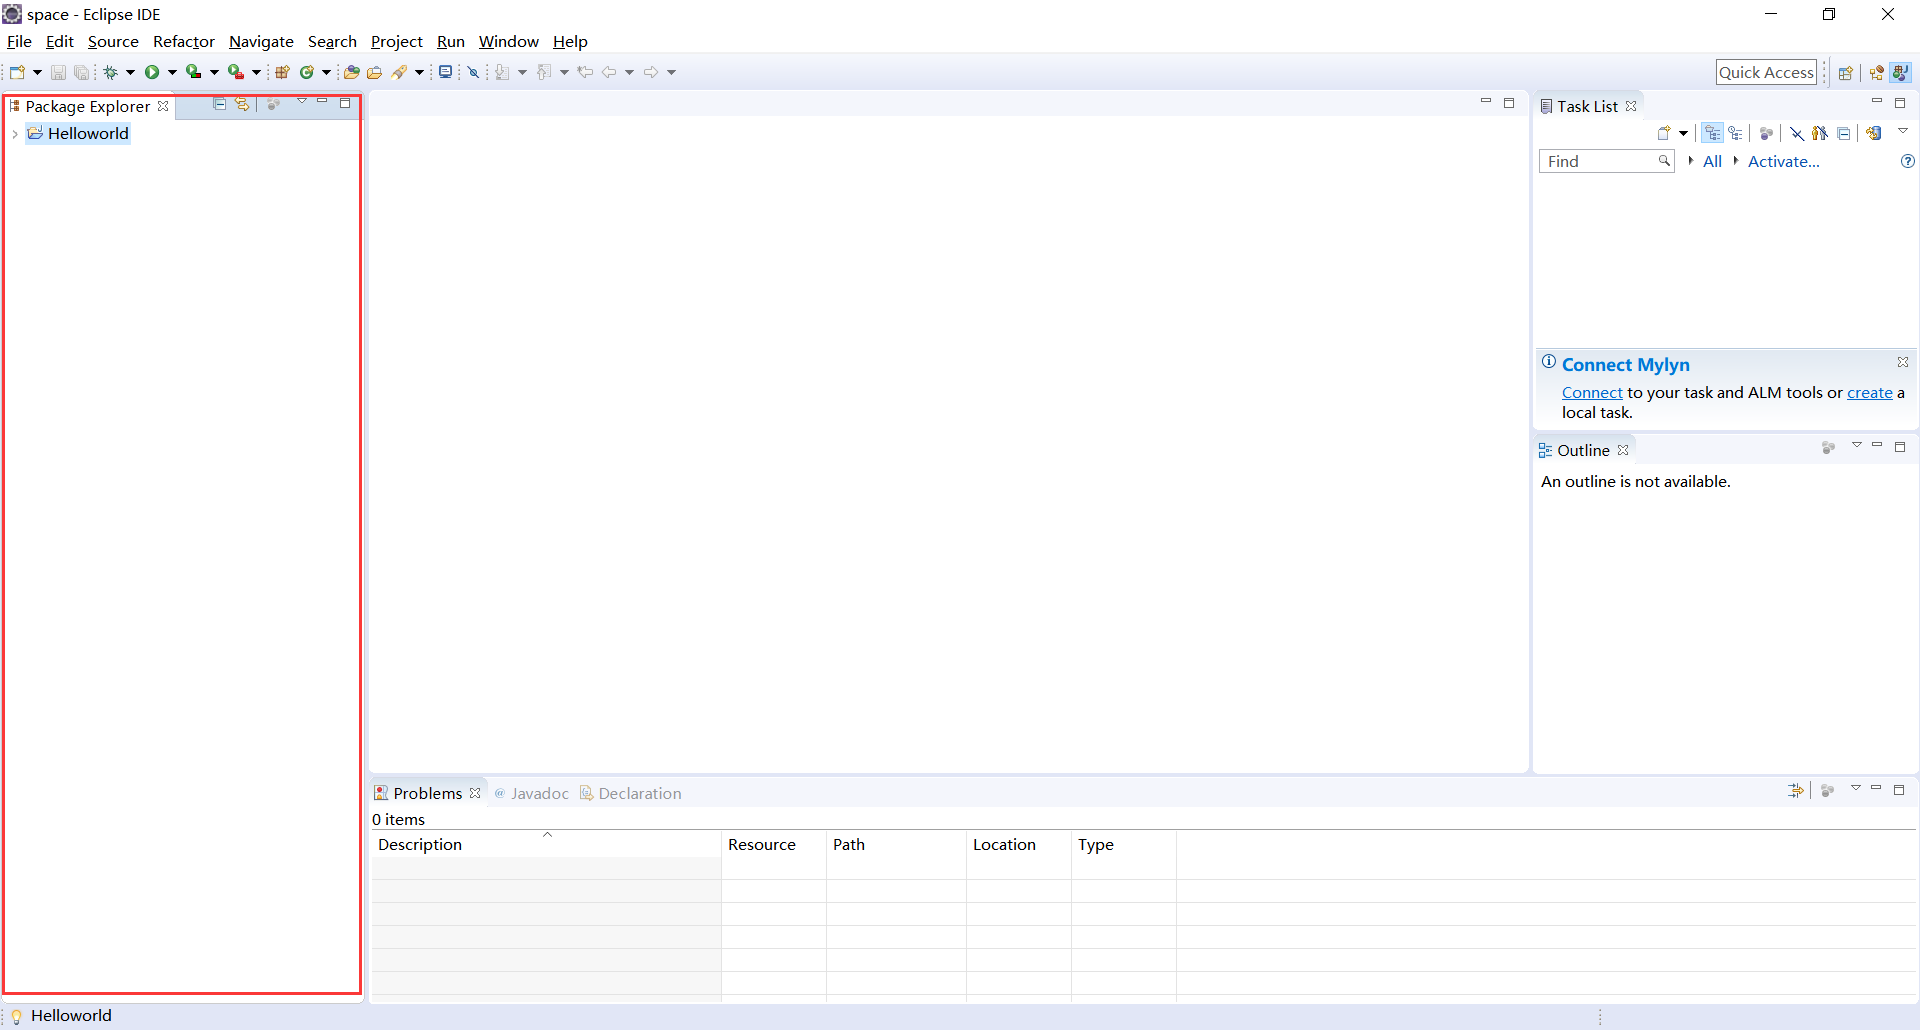 space - Eclipse IDE
File Edit Source Refactor Navigate Search Project Run Window Help
Quick Access
Package Explorer
Helloworld
Task List
Find All Activate...
Connect Mylyn
Connect to your task and ALM tools or create a
local task.
Outline
An outline is not available.
Problems @ Javadoc Declaration
0 items
Description Resource Path Location Type
Helloworld